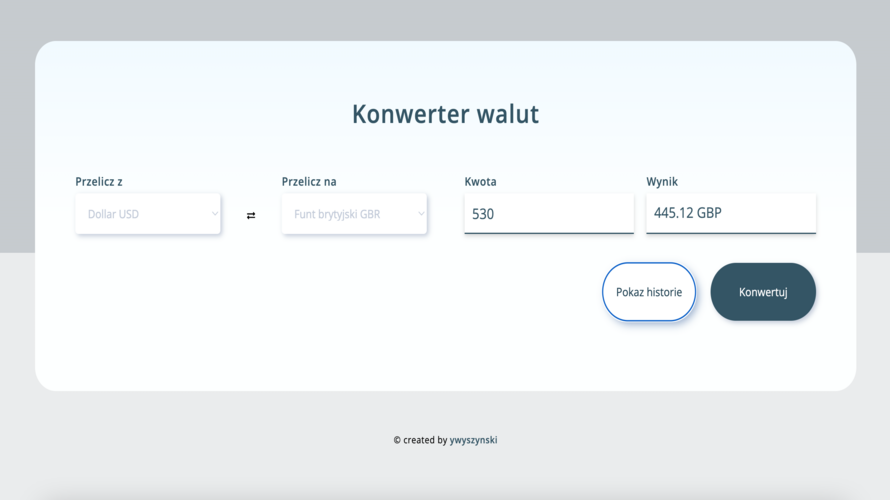 Konwerter walut
Przelicz z
Przelicz na
Kwota
Wynik
Dollar USD
Funt brytyjski GBR
530
445.12 GBP
Pokaz historie
Konwertuj
© created by ywyszynski